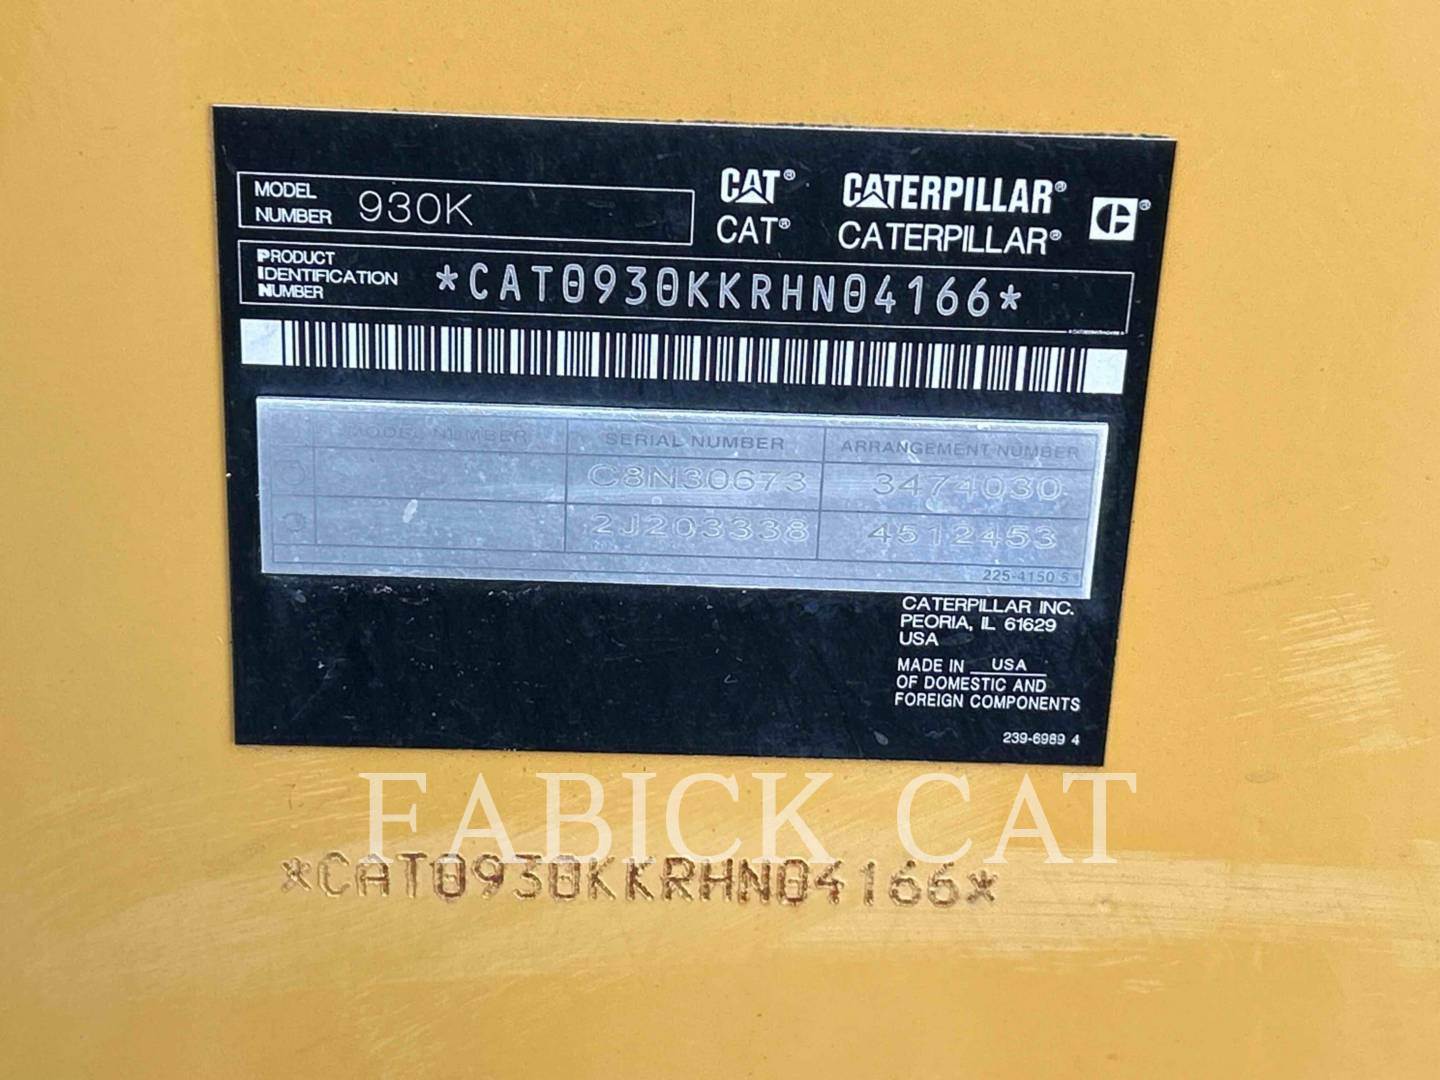 MODEL NUMBER 930K
CAT® CATERPILLAR®
CAT® CATERPILLAR®
PRODUCT IDENTIFICATION NUMBER *CAT0930KKRHN04166*
MODEL NUMBER SERIAL NUMBER ARRANGEMENT NUMBER
C8N30673 3474030
2J203338 4512453
225-4150 5
CATERPILLAR INC.
PEORIA, IL 61629
USA
MADE IN USA
OF DOMESTIC AND
FOREIGN COMPONENTS
239-6989 4
FABICK CAT
*CAT0930KKRHN04166*